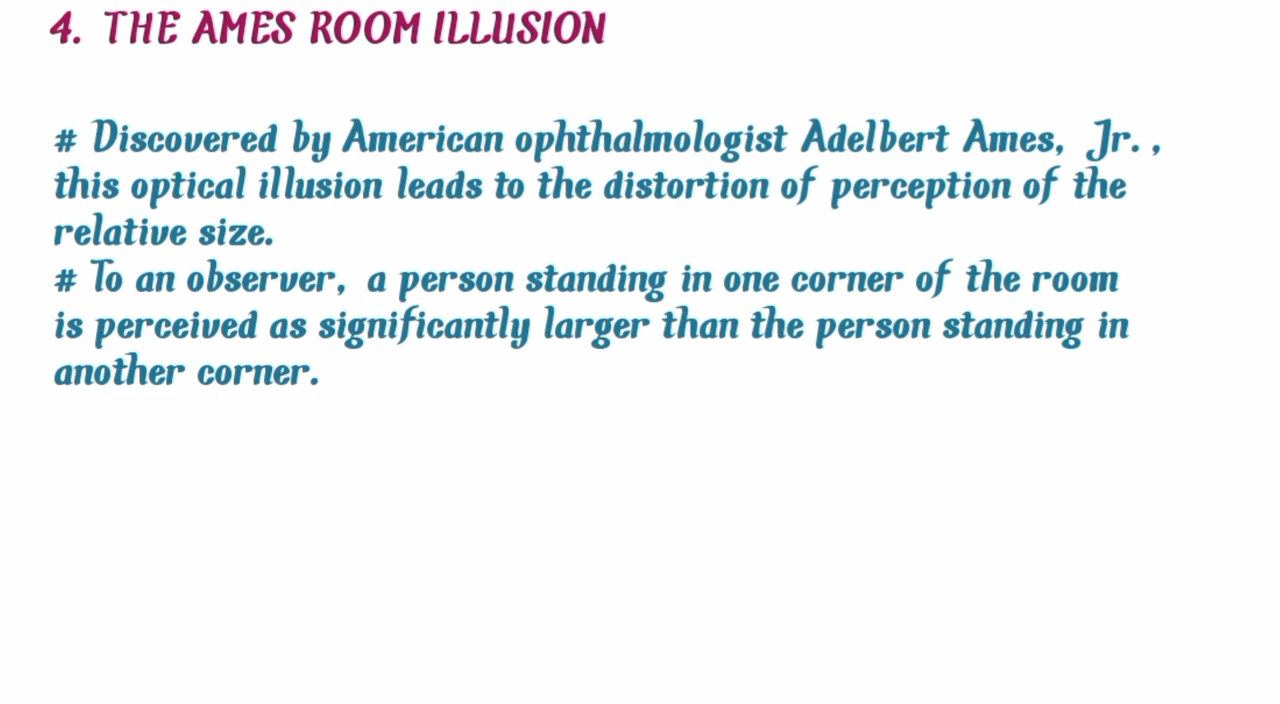 4. THE AMES ROOM ILLUSION
# Discovered by American ophthalmologist Adelbert Ames, Jr.,
this optical illusion leads to the distortion of perception of the
relative size.
# To an observer, a person standing in one corner of the room
is perceived as significantly larger than the person standing in
another corner.